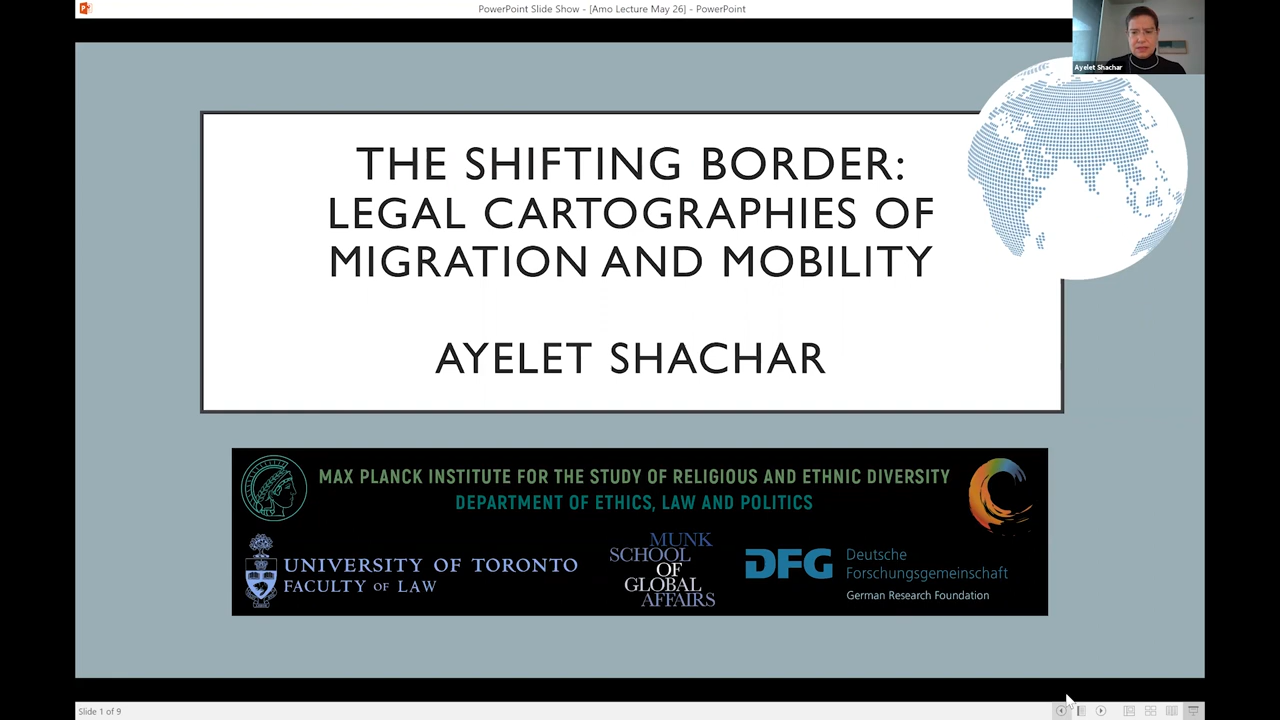 PowerPoint Slide Show - [Amo Lecture May 26] - PowerPoint
Ayelet Shachar
THE SHIFTING BORDER:
LEGAL CARTOGRAPHIES OF
MIGRATION AND MOBILITY
AYELET SHACHAR
MAX PLANCK INSTITUTE FOR THE STUDY OF RELIGIOUS AND ETHNIC DIVERSITY
DEPARTMENT OF ETHICS, LAW AND POLITICS
UNIVERSITY OF TORONTO
FACULTY OF LAW
MUNK
SCHOOL
OF
GLOBAL
AFFAIRS
DFG
Deutsche
Forschungsgemeinschaft
German Research Foundation
Slide 1 of 9